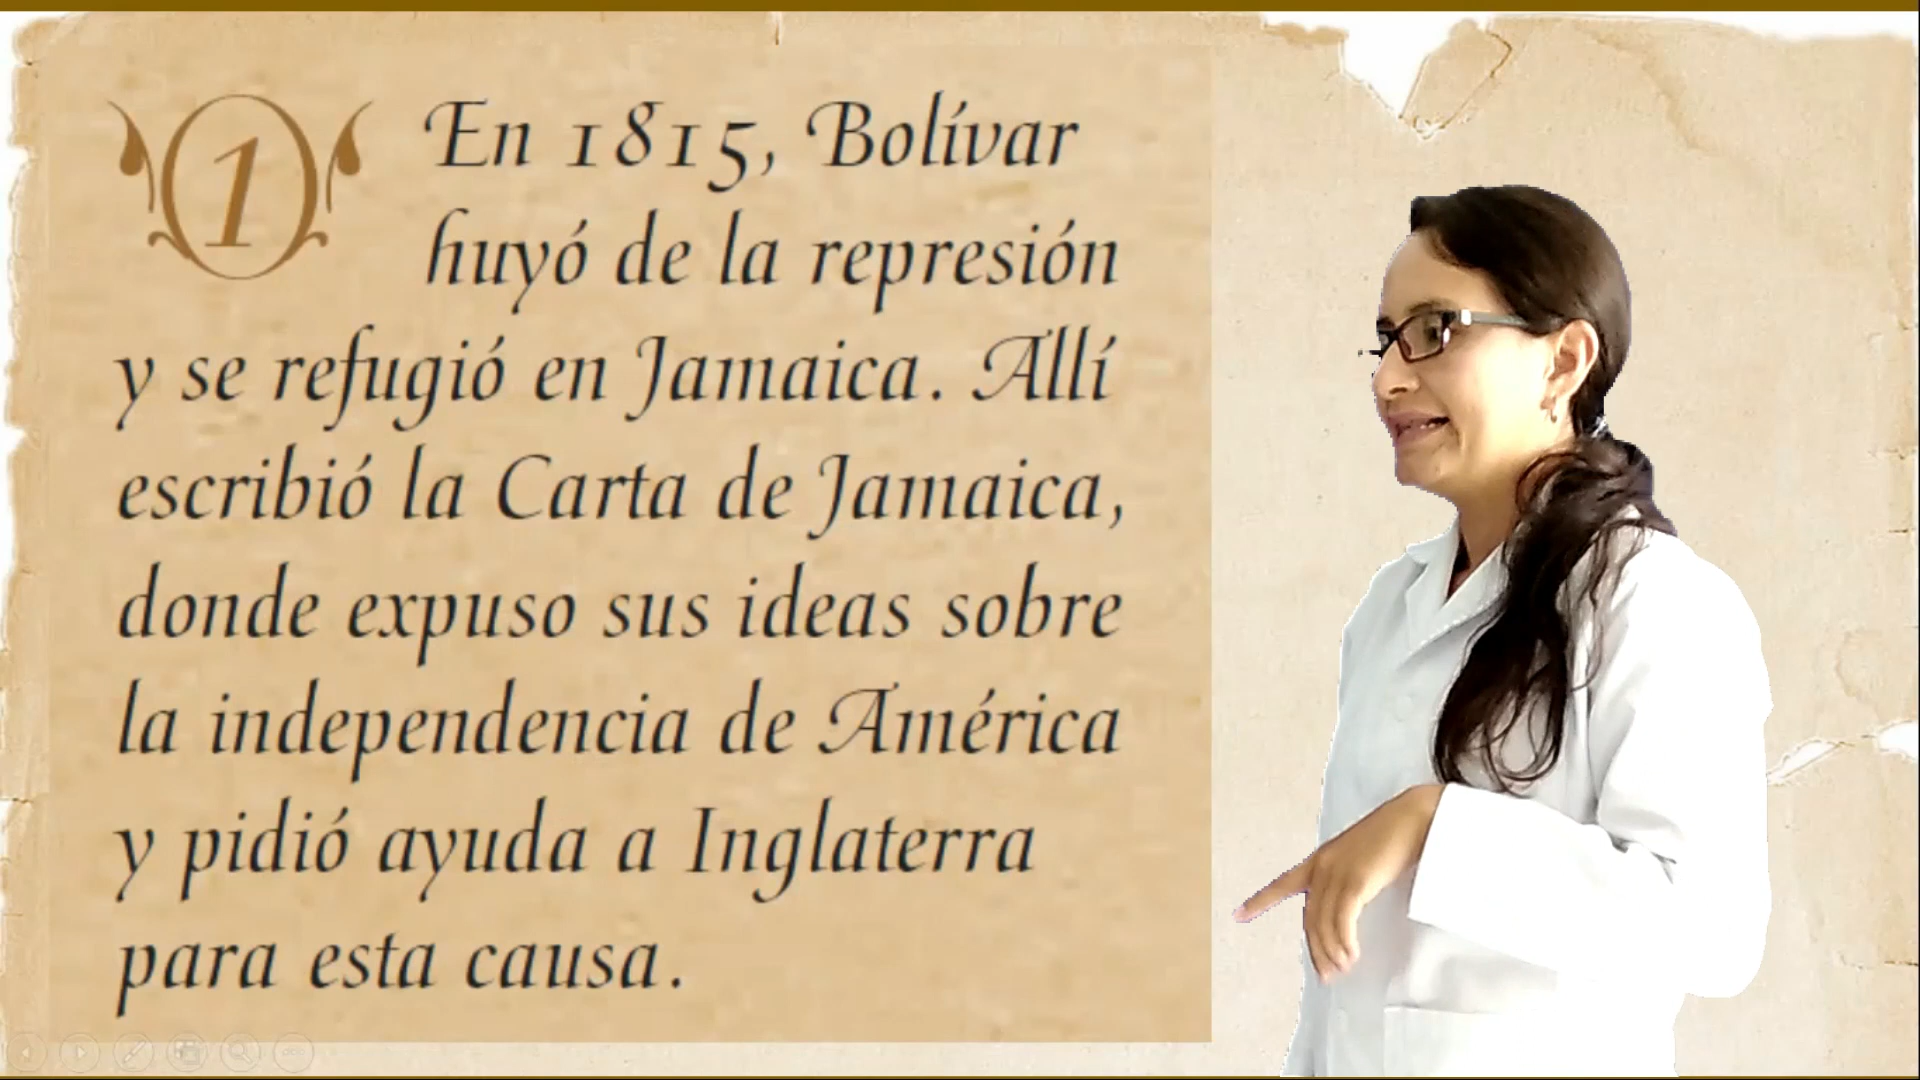 1
En 1815, Bolívar
huyó de la represión
y se refugió en Jamaica. Allí
escribió la Carta de Jamaica,
donde expuso sus ideas sobre
la independencia de América
y pidió ayuda a Inglaterra
para esta causa.